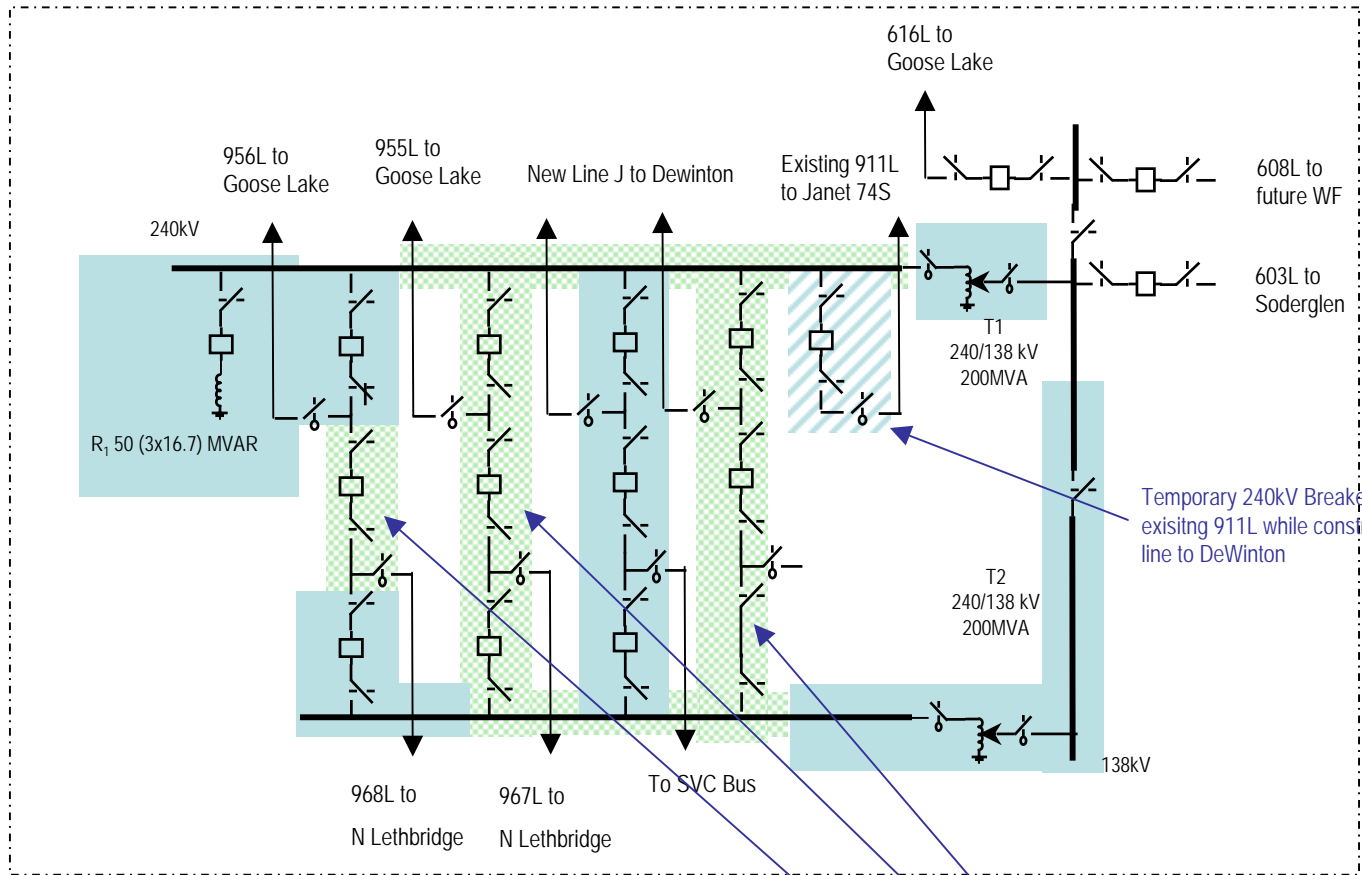 616L to
Goose Lake
956L to
Goose Lake
955L to
Goose Lake
New Line J to Dewinton
Existing 911L
to Janet 74S
608L to
future WF
240kV
603L to
Soderglen
T1
240/138 kV
200MVA
R₁ 50 (3x16.7) MVAR
Temporary 240kV Breake
exisitng 911L while const
line to DeWinton
T2
240/138 kV
200MVA
138kV
968L to
N Lethbridge
967L to
N Lethbridge
To SVC Bus